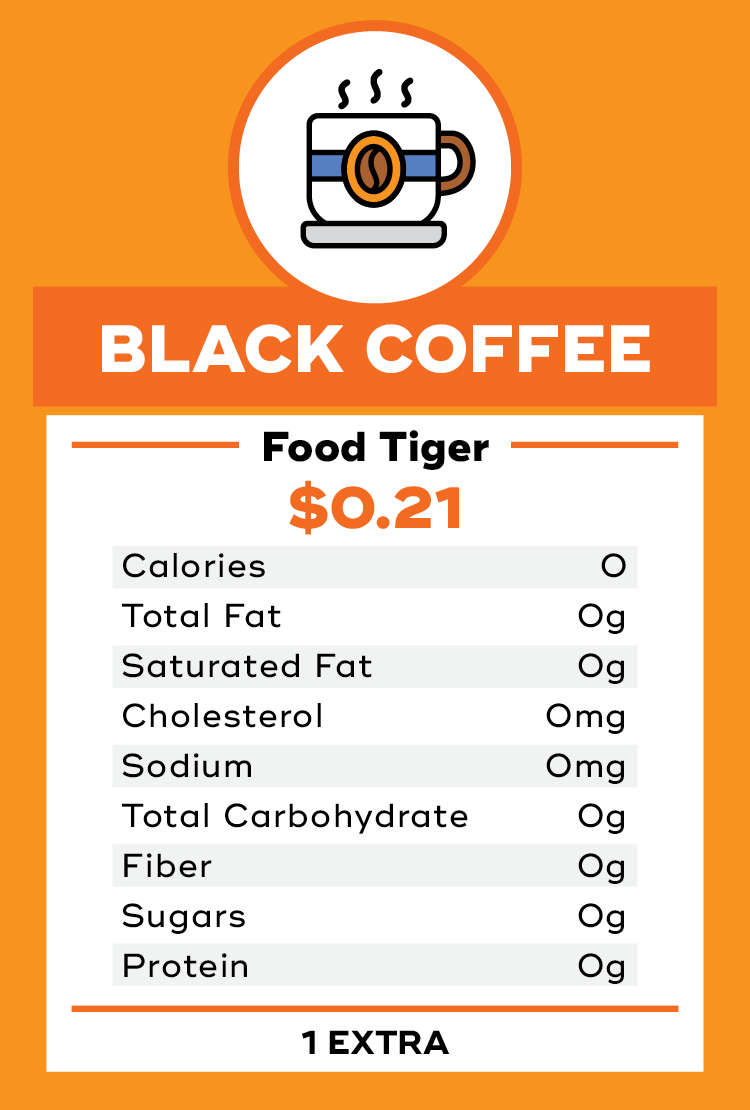 BLACK COFFEE
Food Tiger
$0.21
Calories 0
Total Fat 0g
Saturated Fat 0g
Cholesterol 0mg
Sodium 0mg
Total Carbohydrate 0g
Fiber 0g
Sugars 0g
Protein 0g
1 EXTRA